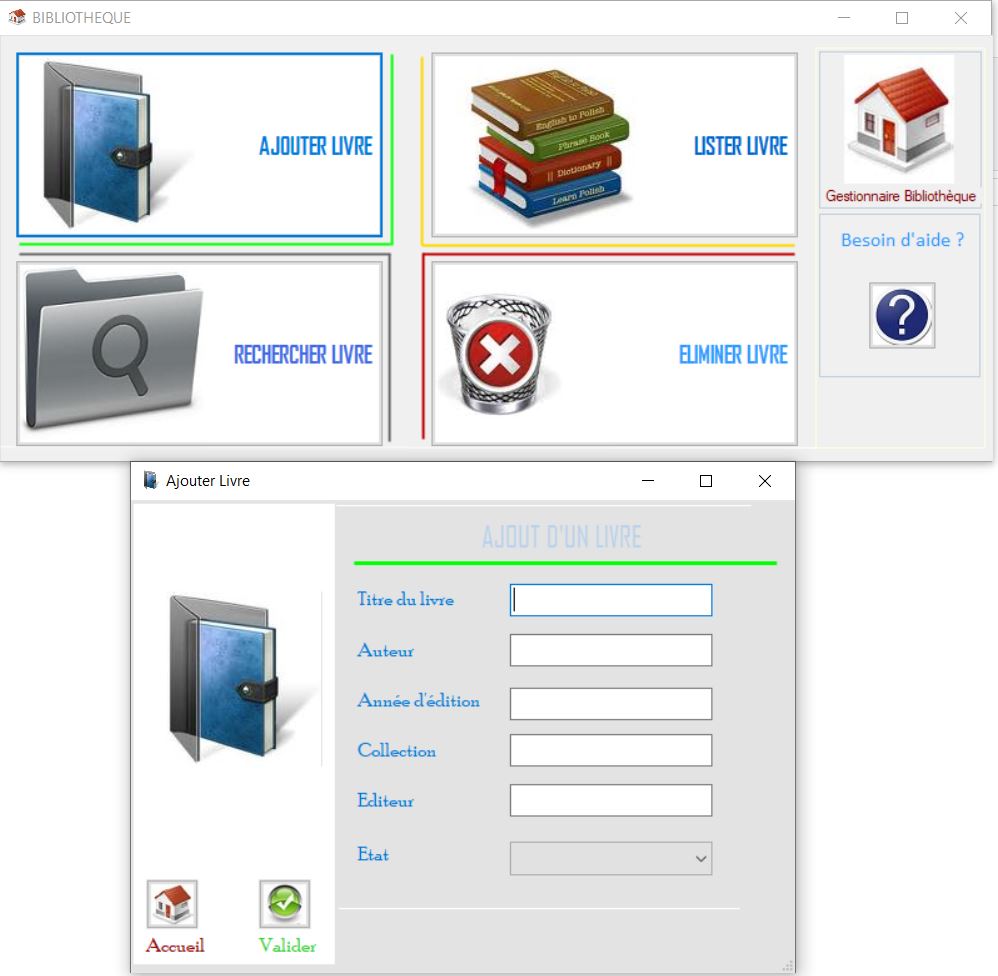 BIBLIOTHEQUE
AJOUTER LIVRE
English to Polish
Phrase Book
Dictionary
Learn Polish
LISTER LIVRE
Gestionnaire Bibliothèque
Besoin d'aide ?
?
RECHERCHER LIVRE
ELIMINER LIVRE
Ajouter Livre
AJOUT D'UN LIVRE
Titre du livre
Auteur
Année d'édition
Collection
Editeur
Etat
Accueil
Valider